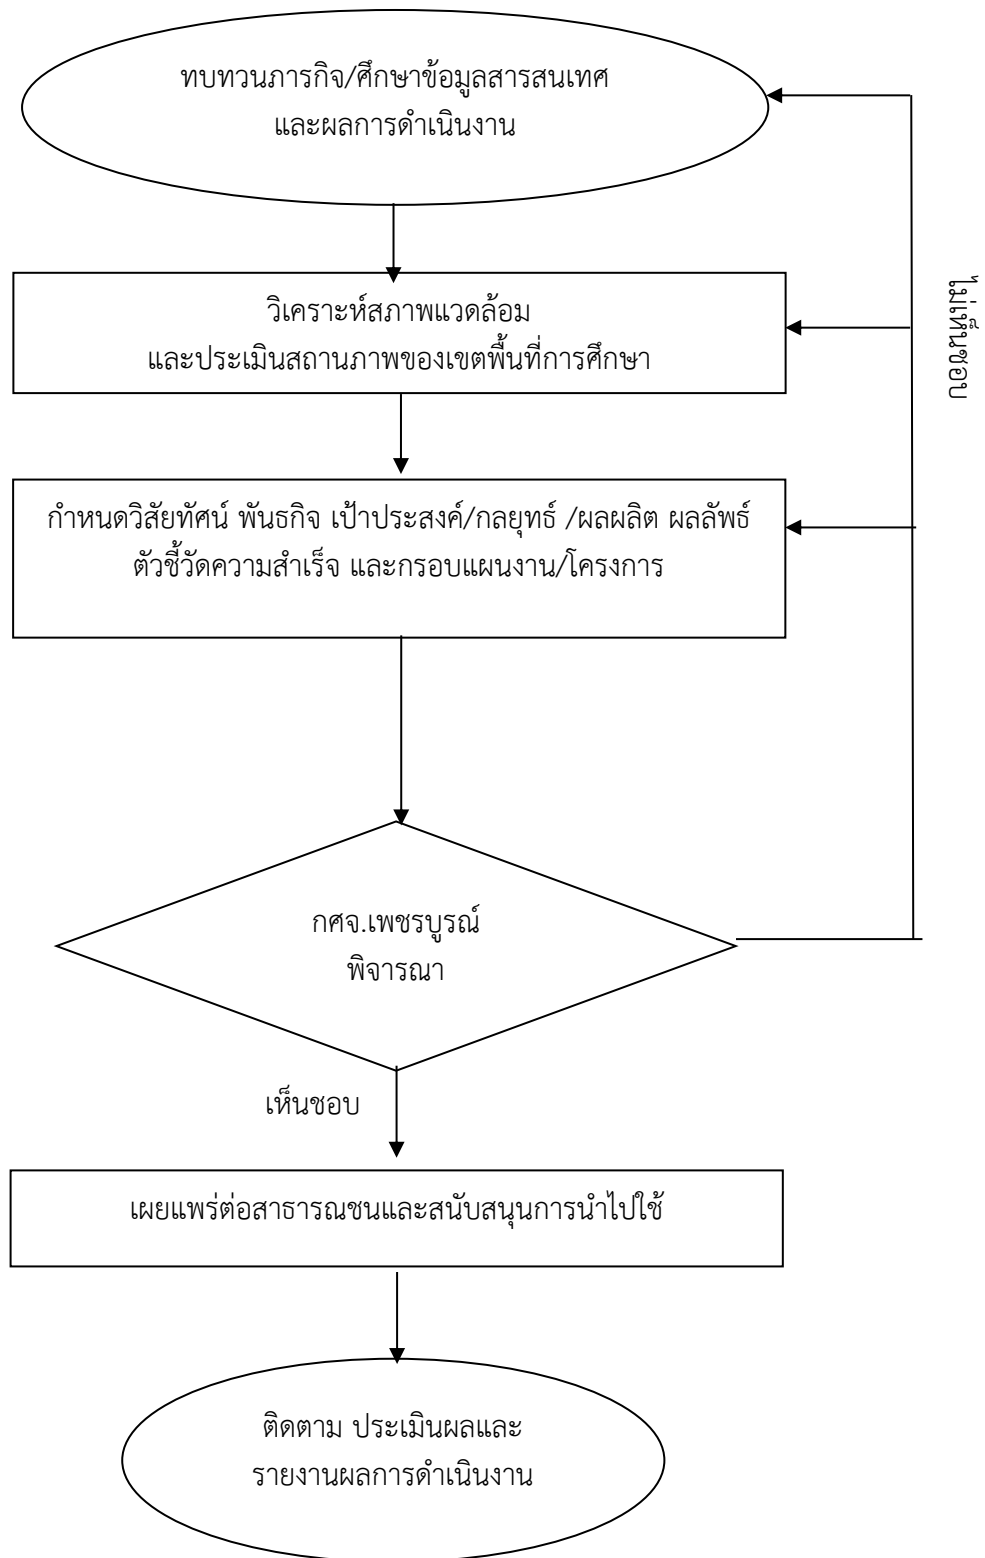 ทบทวนภารกิจ/ศึกษาข้อมูลสารสนเทศ
และผลการดำเนินงาน
วิเคราะห์สภาพแวดล้อม
และประเมินสถานภาพของเขตพื้นที่การศึกษา
ไม่เห็นชอบ
กำหนดวิสัยทัศน์ พันธกิจ เป้าประสงค์/กลยุทธ์ /ผลผลิต ผลลัพธ์
ตัวชี้วัดความสำเร็จ และกรอบแผนงาน/โครงการ
กศจ.เพชรบูรณ์
พิจารณา
เห็นชอบ
เผยแพร่ต่อสาธารณชนและสนับสนุนการนำไปใช้
ติดตาม ประเมินผลและ
รายงานผลการดำเนินงาน